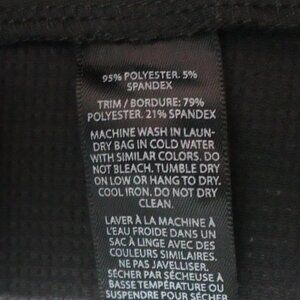 95% POLYESTER. 5%
SPANDEX
TRIM / BORDURE: 79%
POLYESTER. 21% SPANDEX
MACHINE WASH IN LAUN-
DRY BAG IN COLD WATER
WITH SIMILAR COLORS. DO
NOT BLEACH. TUMBLE DRY
ON LOW OR HANG TO DRY.
COOL IRON. DO NOT DRY
CLEAN.
LAVER À LA MACHINE À
L'EAU FROIDE DANS UN
SAC À LINGE AVEC DES
COULEURS SIMILAIRES.
NE PAS JAVELLISER.
SÉCHER PAR SÉCHEUSE À
BASSE TEMPÉRATURE OU
SUSPENDRE POUR SÉCHER